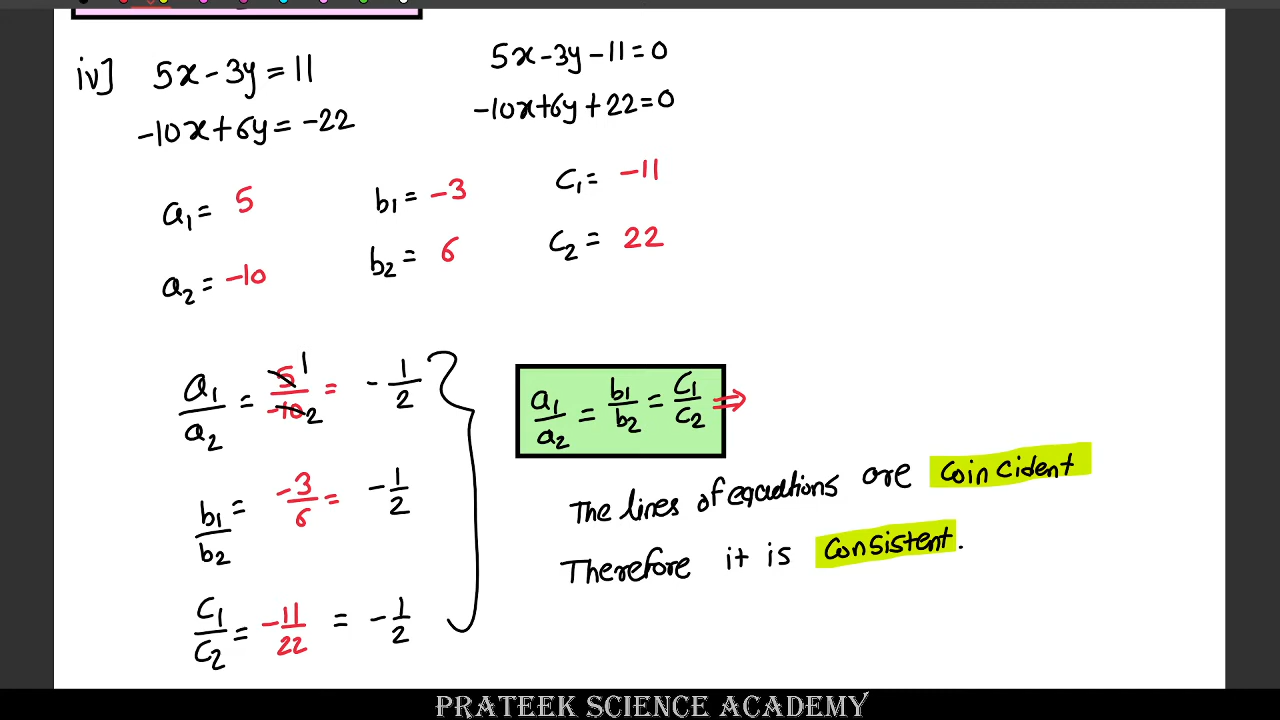 iv] 5x - 3y = 11
-10x + 6y = -22
5x - 3y - 11 = 0
-10x + 6y + 22 = 0
a₁ = 5 b₁ = -3 c₁ = -11
a₂ = -10 b₂ = 6 c₂ = 22
a₁/a₂ = 5/-10 = -1/2
1
2
b₁/b₂ = -3/6 = -1/2
c₁/c₂ = -11/22 = -1/2
a₁/a₂ = b₁/b₂ = c₁/c₂ ⇒
The lines of equations are coincident
Therefore it is consistent.
PRATEEK SCIENCE ACADEMY